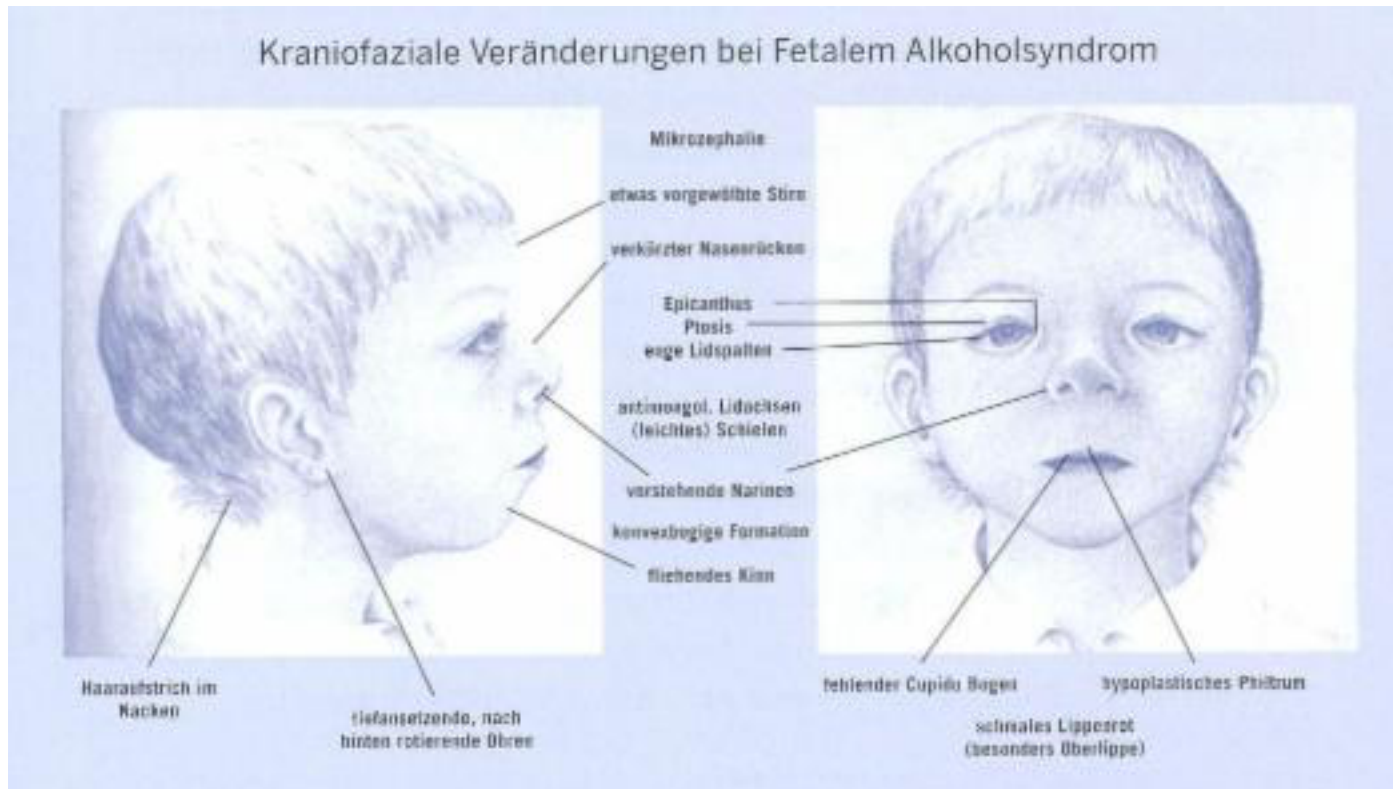 Kraniofaziale Veränderungen bei Fetalem Alkoholsyndrom
Mikrozephalie
etwas vorgewölbte Stirn
verkürzter Nasenrücken
Epicanthus
Ptosis
enge Lidspalten
antimongol. Lidachsen
(leichtes) Schielen
vorstehende Narinen
konvexbogige Formation
fliehendes Kinn
Haaraufstrich im
Nacken
tiefansetzende, nach
hinten rotierende Ohren
fehlender Cupido Bogen
hypoplastisches Philtrum
schmales Lippenrot
(besonders Oberlippe)